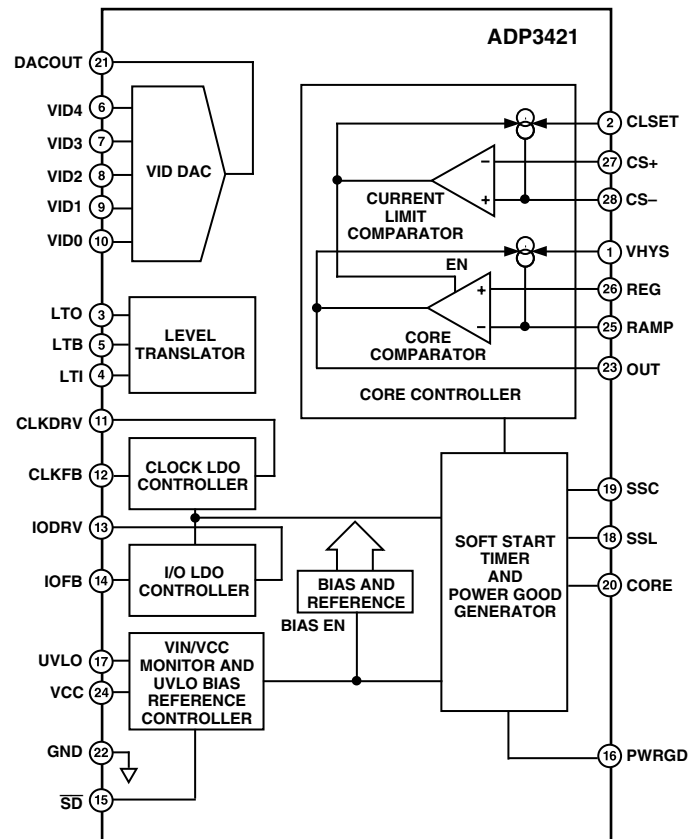 ADP3421
DACOUT 21
VID4 6
VID3 7
VID2 8
VID1 9
VID0 10
VID DAC
LTO 3
LTB 5
LTI 4
LEVEL
TRANSLATOR
CLKDRV 11
CLKFB 12
CLOCK LDO
CONTROLLER
IODRV 13
IOFB 14
I/O LDO
CONTROLLER
UVLO 17
VCC 24
VIN/VCC
MONITOR AND
UVLO BIAS
REFERENCE
CONTROLLER
GND 22
SD 15
BIAS AND
REFERENCE
BIAS EN
2 CLSET
27 CS+
28 CS–
–
+
CURRENT
LIMIT
COMPARATOR
1 VHYS
EN
26 REG
25 RAMP
+
–
CORE
COMPARATOR
23 OUT
CORE CONTROLLER
SOFT START
TIMER
AND
POWER GOOD
GENERATOR
19 SSC
18 SSL
20 CORE
16 PWRGD